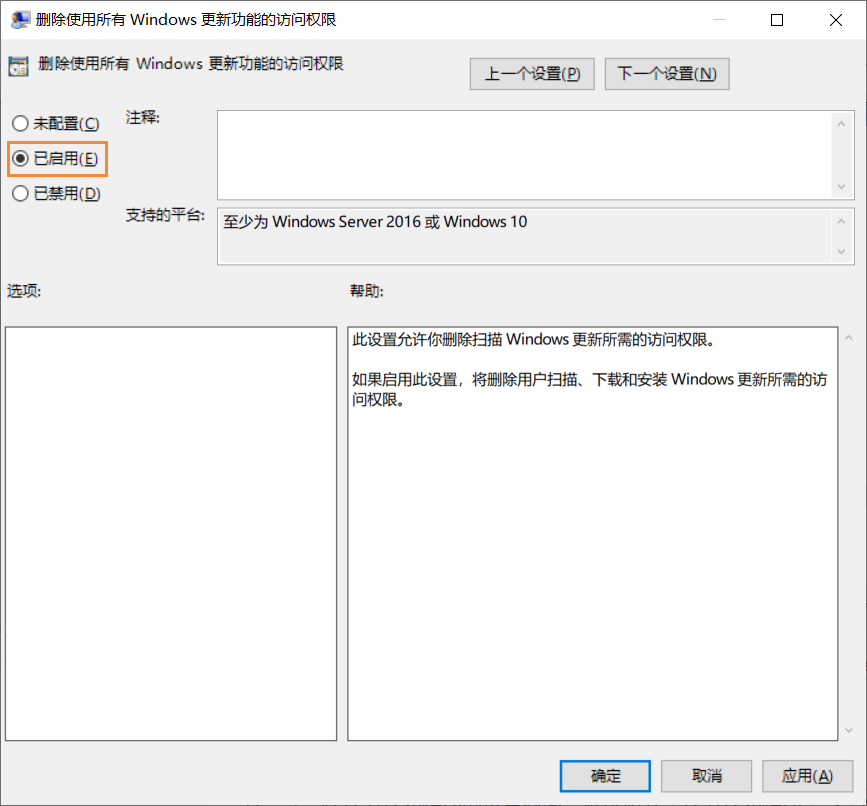 删除使用所有 Windows 更新功能的访问权限
删除使用所有 Windows 更新功能的访问权限
上一个设置(P)
下一个设置(N)
未配置(C)
注释:
已启用(E)
已禁用(D)
支持的平台:
至少为 Windows Server 2016 或 Windows 10
选项:
帮助:
此设置允许你删除扫描 Windows 更新所需的访问权限。
如果启用此设置，将删除用户扫描、下载和安装 Windows 更新所需的访
问权限。
确定
取消
应用(A)